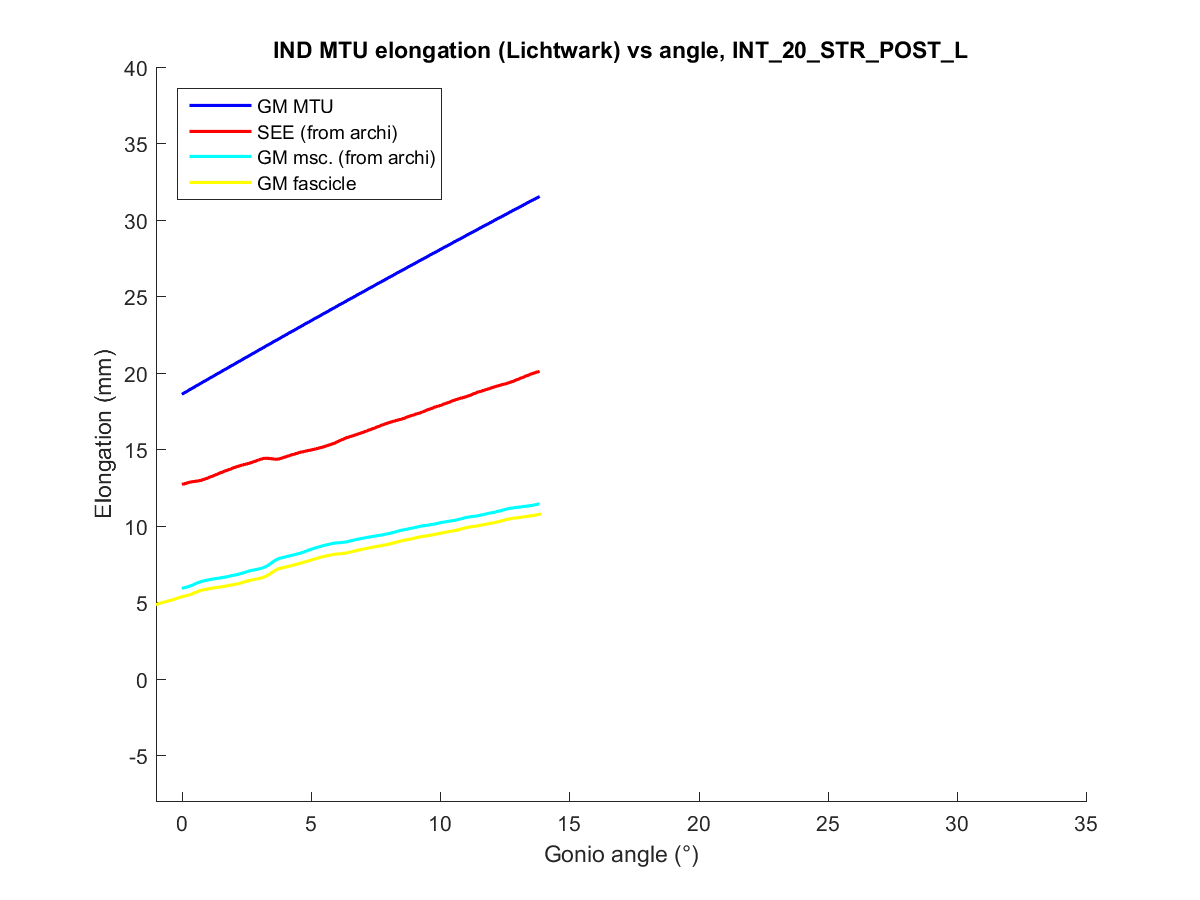 IND MTU elongation (Lichtwark) vs angle, INT_20_STR_POST_L
40
35
30
25
20
15
10
5
0
-5
Elongation (mm)
GM MTU
SEE (from archi)
GM msc. (from archi)
GM fascicle
0 5 10 15 20 25 30 35
Gonio angle (°)